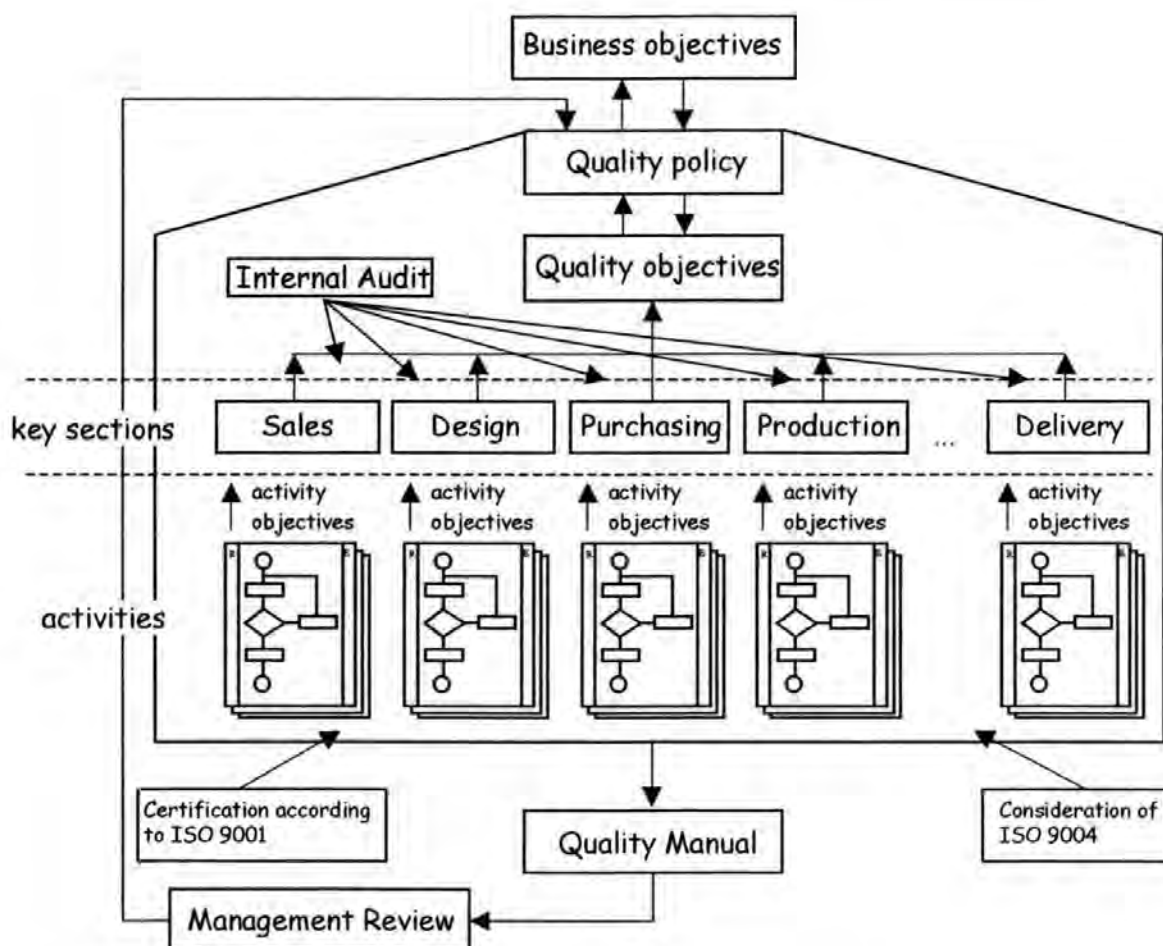 Business objectives
Quality policy
Quality objectives
Internal Audit
key sections
Sales
Design
Purchasing
Production
...
Delivery
activity
objectives
activity
objectives
activity
objectives
activity
objectives
activity
objectives
activities
Certification according
to ISO 9001
Quality Manual
Consideration of
ISO 9004
Management Review